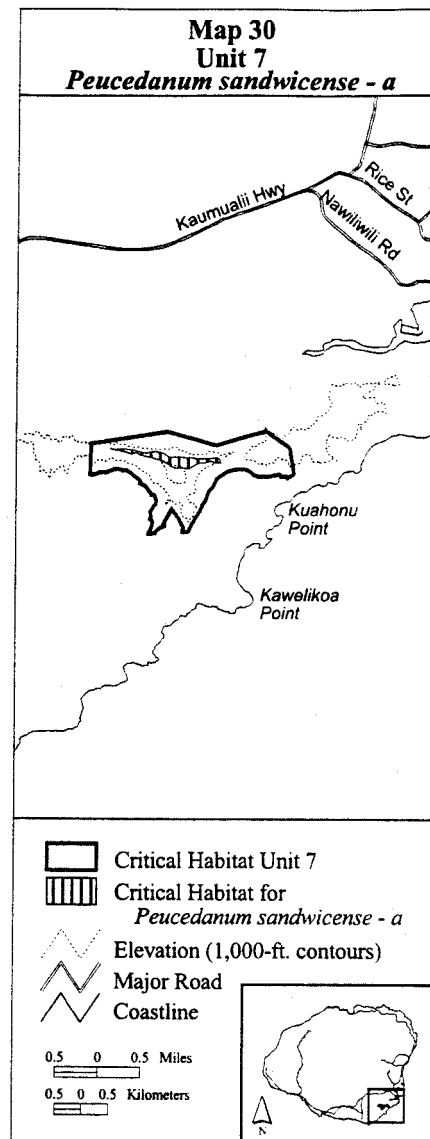 Map 30
Unit 7
Peucedanum sandwicense - a
Kaumualii Hwy
Rice St
Nawiliwili Rd
Kuahonu
Point
Kawelikoa
Point
Critical Habitat Unit 7
Critical Habitat for
Peucedanum sandwicense - a
Elevation (1,000-ft. contours)
Major Road
Coastline
0.5 0 0.5 Miles
0.5 0 0.5 Kilometers
N